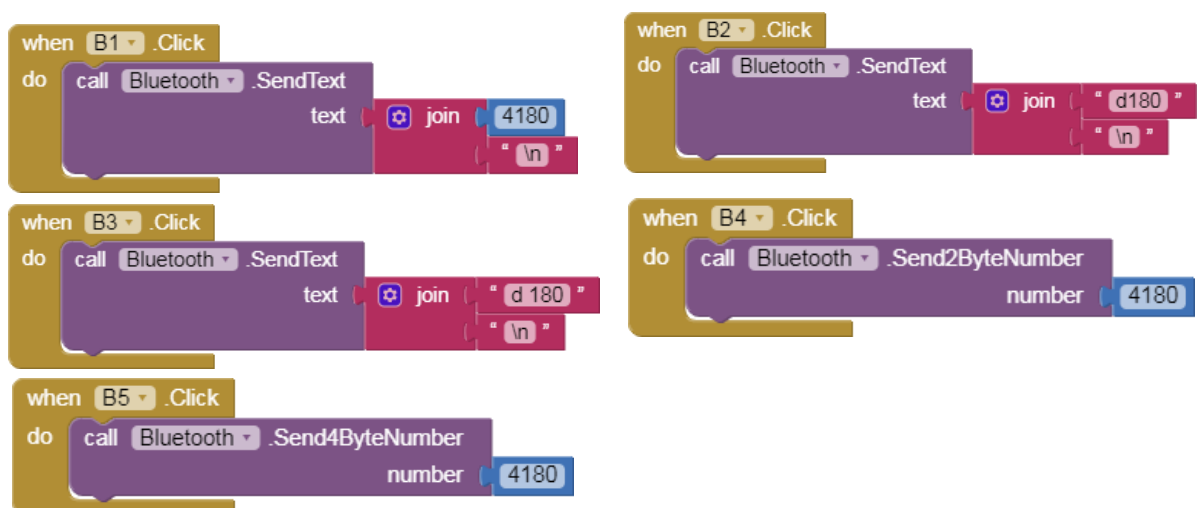 when B1 .Click
do call Bluetooth .SendText
text join 4180
“ \n ”
when B2 .Click
do call Bluetooth .SendText
text join “ d180 ”
“ \n ”
when B3 .Click
do call Bluetooth .SendText
text join “ d 180 ”
“ \n ”
when B4 .Click
do call Bluetooth .Send2ByteNumber
number 4180
when B5 .Click
do call Bluetooth .Send4ByteNumber
number 4180